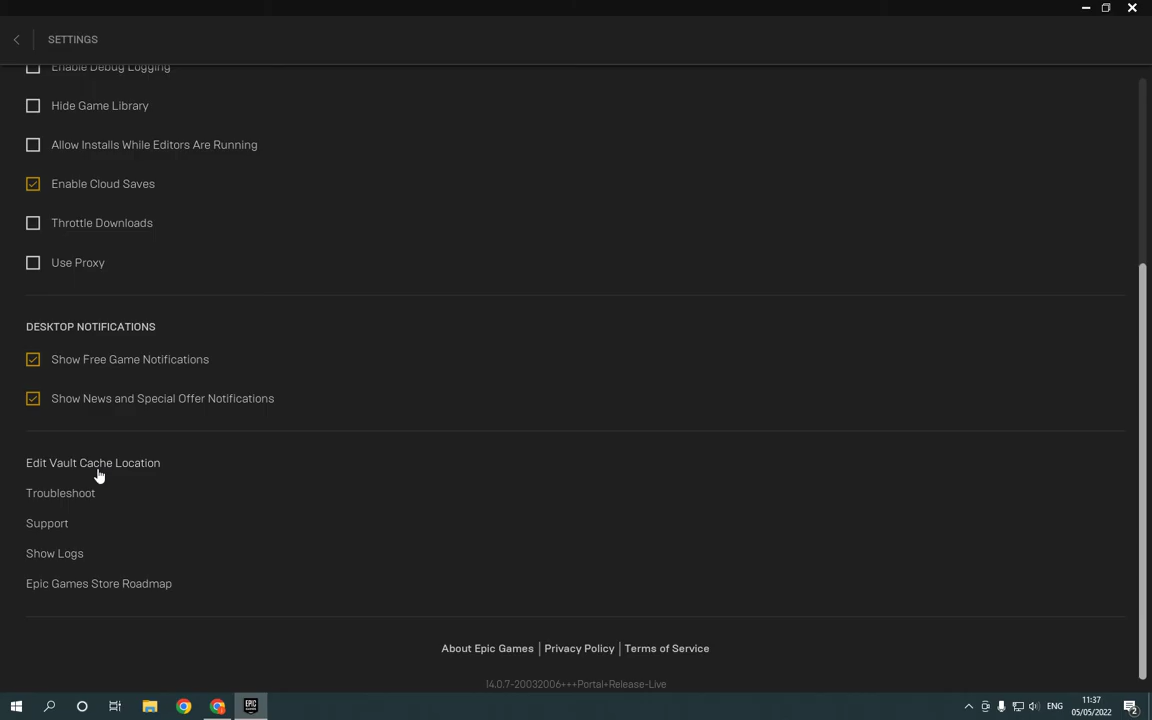 SETTINGS
Enable Debug Logging
Hide Game Library
Allow Installs While Editors Are Running
Enable Cloud Saves
Throttle Downloads
Use Proxy
DESKTOP NOTIFICATIONS
Show Free Game Notifications
Show News and Special Offer Notifications
Edit Vault Cache Location
Troubleshoot
Support
Show Logs
Epic Games Store Roadmap
About Epic Games | Privacy Policy | Terms of Service
14.0.7-20032006+++Portal+Release-Live
EPIC GAMES
ENG
11:37
05/05/2022
2